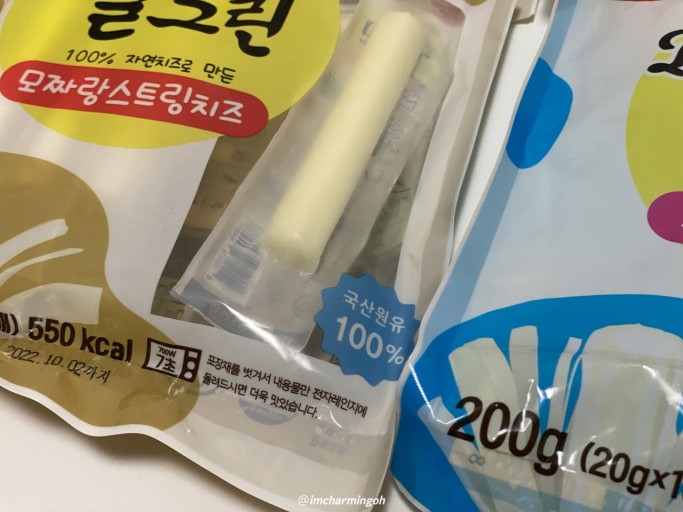 100% 자연치즈로 만든
모짜랑스트링치즈
국산원유
100%
550 kcal
2022.10.02까지
700W
7초
포장재를 벗겨서 내용물만 전자레인지에
돌려드시면 더욱 맛있습니다.
200g (20g×1
@imcharmingoh